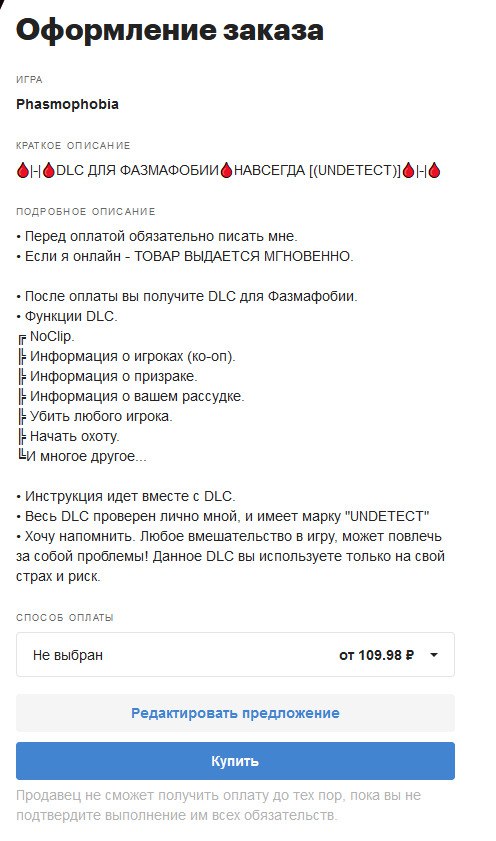 Оформление заказа
ИГРА
Phasmophobia
КРАТКОЕ ОПИСАНИЕ
🩸|-|🩸DLC ДЛЯ ФАЗМАФОБИИ🩸НАВСЕГДА [(UNDETECT)]🩸|-|🩸
ПОДРОБНОЕ ОПИСАНИЕ
• Перед оплатой обязательно писать мне.
• Если я онлайн - ТОВАР ВЫДАЕТСЯ МГНОВЕННО.
• После оплаты вы получите DLC для Фазмафобии.
• Функции DLC.
╔ NoClip.
╠ Информация о игроках (ко-оп).
╠ Информация о призраке.
╠ Информация о вашем рассудке.
╠ Убить любого игрока.
╠ Начать охоту.
╚И многое другое...
• Инструкция идет вместе с DLC.
• Весь DLC проверен лично мной, и имеет марку "UNDETECT"
• Хочу напомнить. Любое вмешательство в игру, может повлечь
за собой проблемы! Данное DLC вы используете только на свой
страх и риск.
СПОСОБ ОПЛАТЫ
Не выбран от 109.98 ₽
Редактировать предложение
Купить
Продавец не сможет получить оплату до тех пор, пока вы не
подтвердите выполнение им всех обязательств.